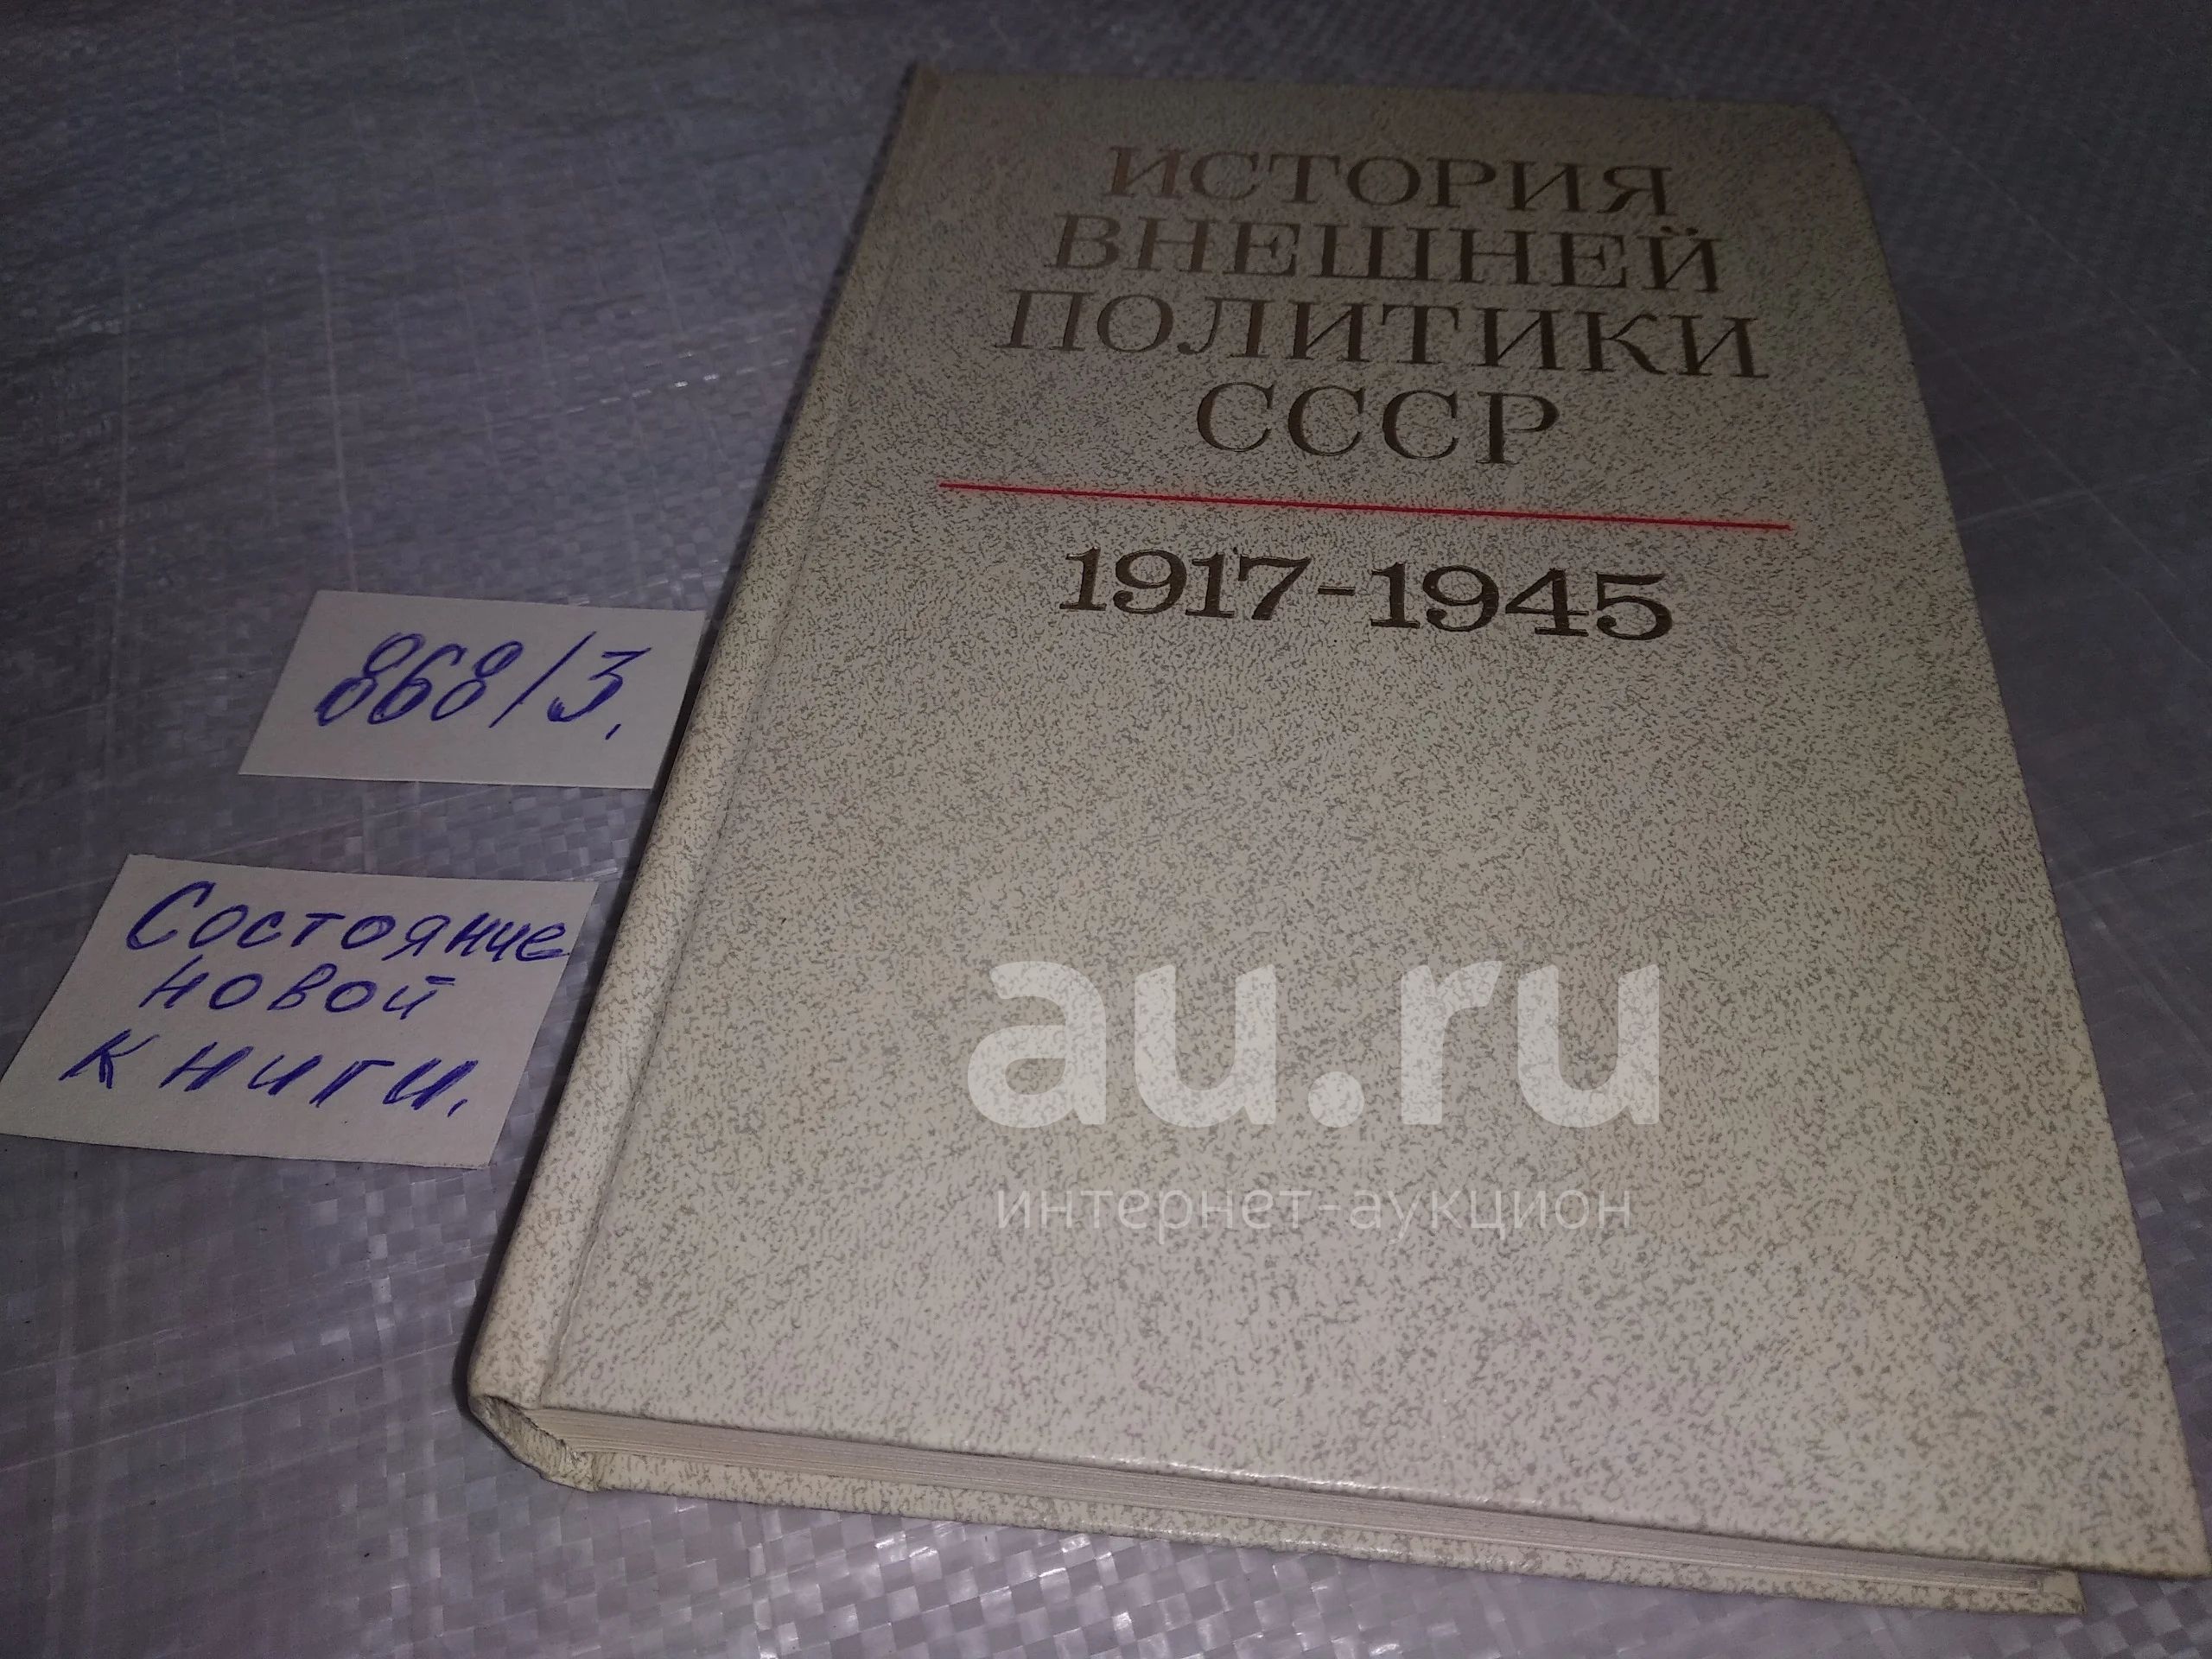 ИСТОРИЯ
ВНЕШНЕЙ
ПОЛИТИКИ
СССР
1917-1945
868/3.
Состояние
новой
книги.
au.ru
интернет-аукцион